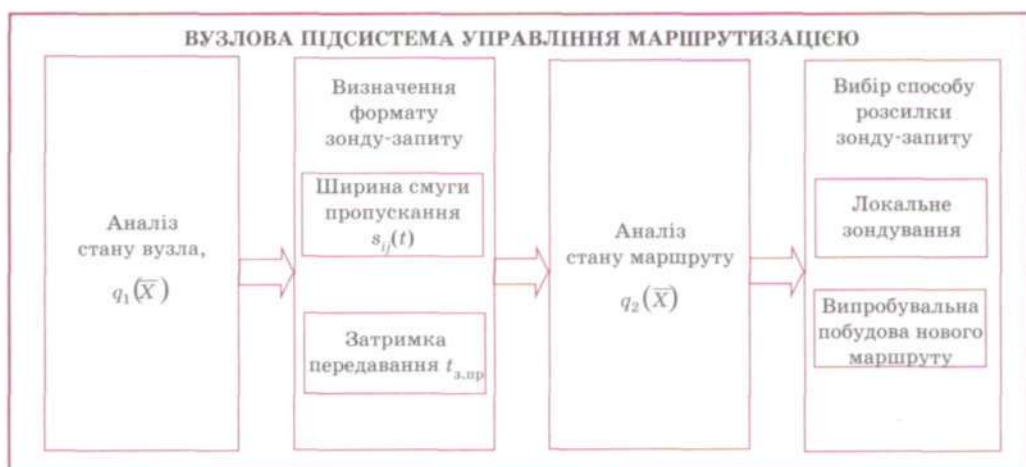 ВУЗЛОВА ПІДСИСТЕМА УПРАВЛІННЯ МАРШРУТИЗАЦІЄЮ
Аналіз
стану вузла,
q₁(X̅)
Визначення
формату
зонду-запиту
Ширина смуги
пропускання
sᵢⱼ(t)
Затримка
передавання tз.пр
Аналіз
стану маршруту
q₂(X̅)
Вибір способу
розсилки
зонду-запиту
Локальне
зондування
Випробувальна
побудова нового
маршруту